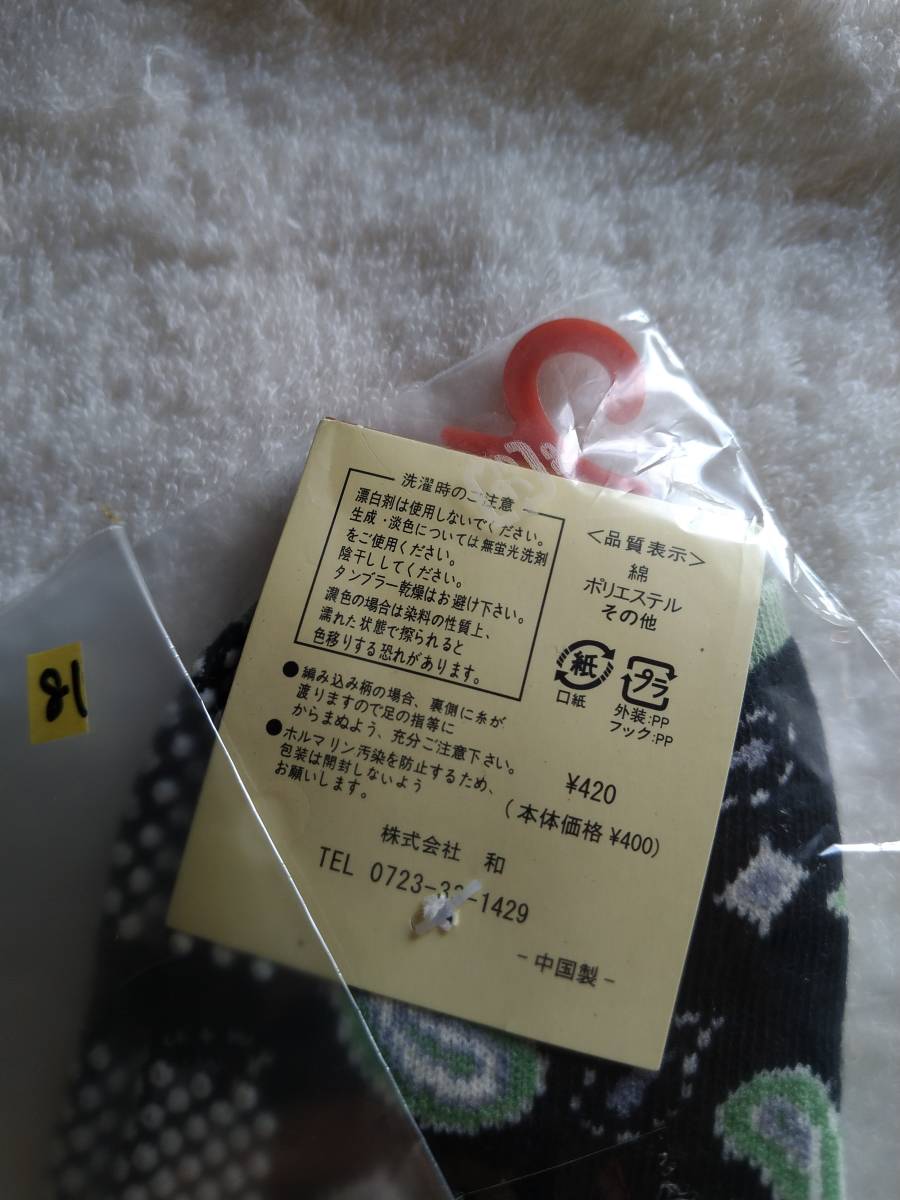 洗濯時のご注意
漂白剤は使用しないでください。
生成・淡色については無蛍光洗剤
をご使用ください。
陰干ししてください。
タンブラー乾燥はお避け下さい。
濃色の場合は染料の性質上、
濡れた状態で擦られると
色移りする恐れがあります。
●編み込み柄の場合、裏側に糸が
渡りますので足の指等に
からまぬよう、充分ご注意下さい。
●ホルマリン汚染を防止するため、
包装は開封しないよう
お願いします。
<品質表示>
綿
ポリエステル
その他
紙
口紙
プラ
外装:PP
フック:PP
¥420
(本体価格 ¥400)
株式会社 和
TEL 0723-3 -1429
-中国製-